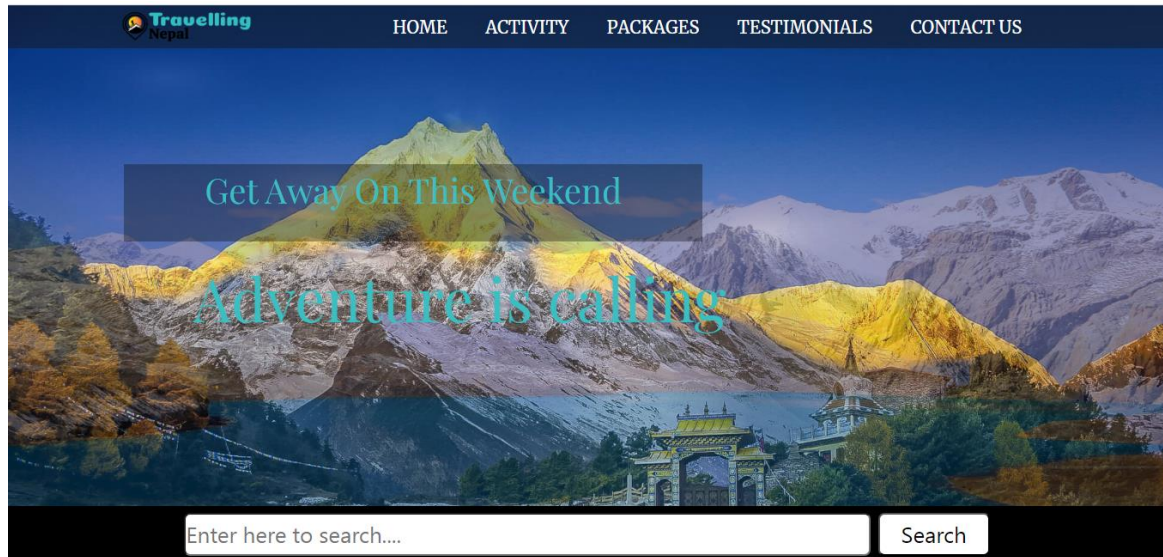 Travelling
Nepal
HOME ACTIVITY PACKAGES TESTIMONIALS CONTACT US
Get Away On This Weekend
Adventure is calling
Enter here to search.... Search